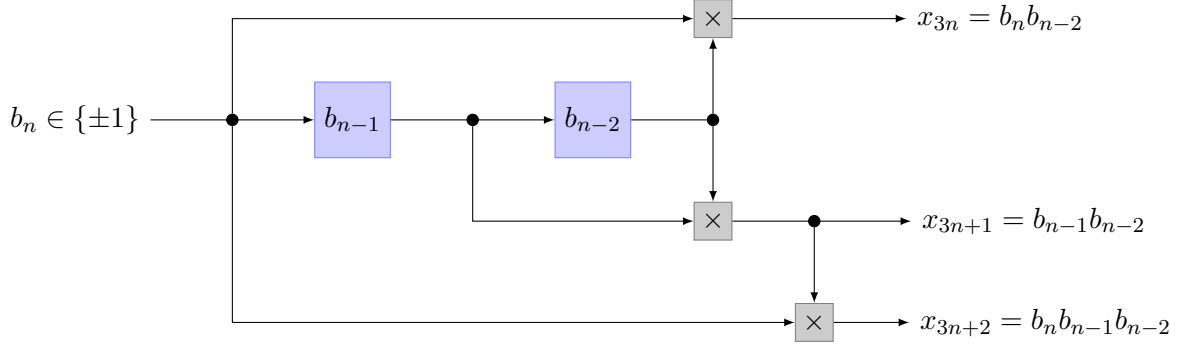 ×
x_{3n} = b_n b_{n-2}
b_n ∈ {±1}
b_{n-1}
b_{n-2}
×
x_{3n+1} = b_{n-1} b_{n-2}
×
x_{3n+2} = b_n b_{n-1} b_{n-2}